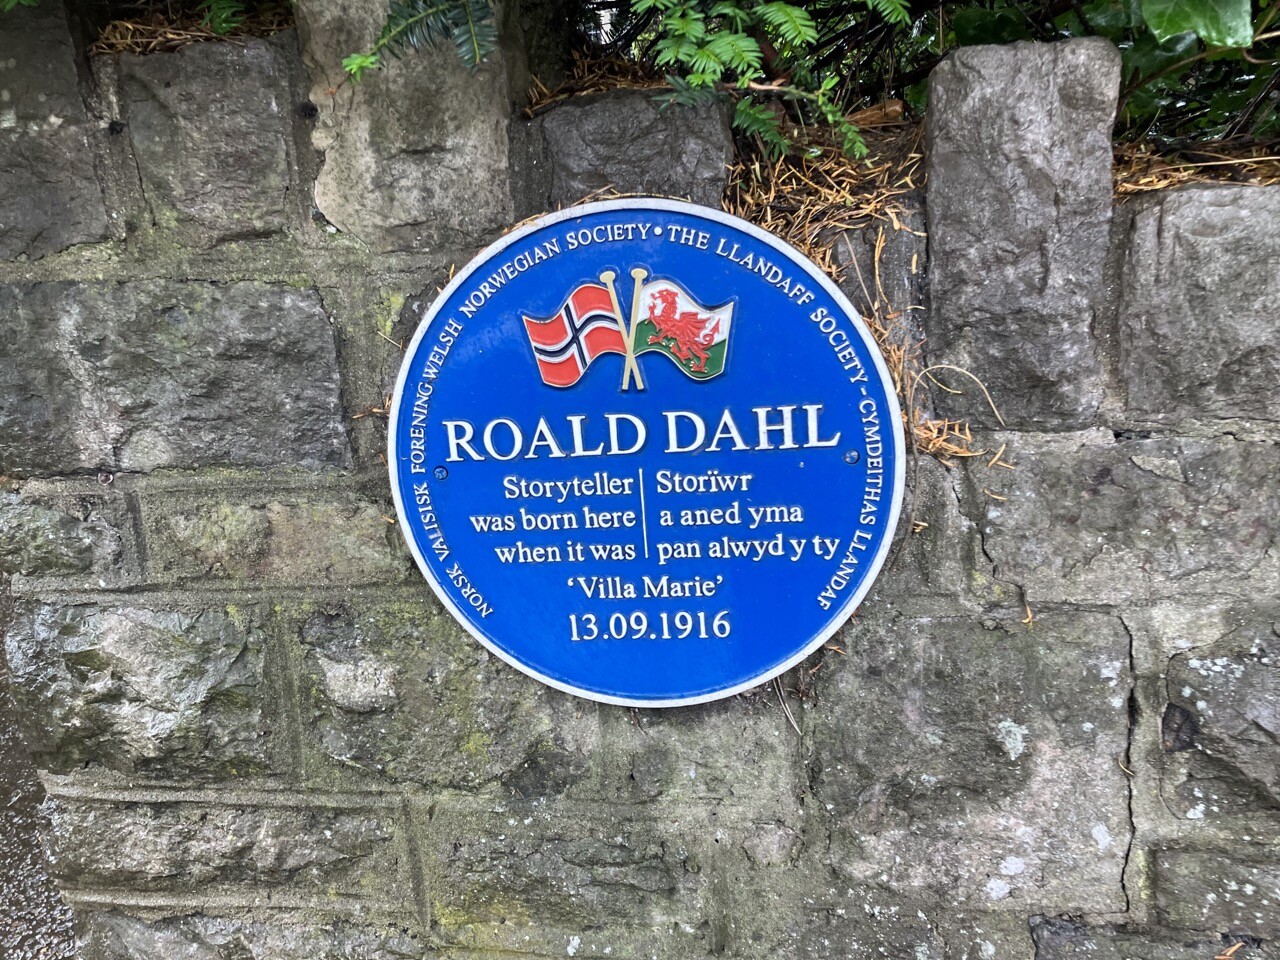 NORSK VALISISK FORENING·WELSH NORWEGIAN SOCIETY • THE LLANDAFF SOCIETY - CYMDEITHAS LLANDAF
ROALD DAHL
Storyteller | Storïwr
was born here | a aned yma
when it was | pan alwyd y ty
‘Villa Marie’
13.09.1916